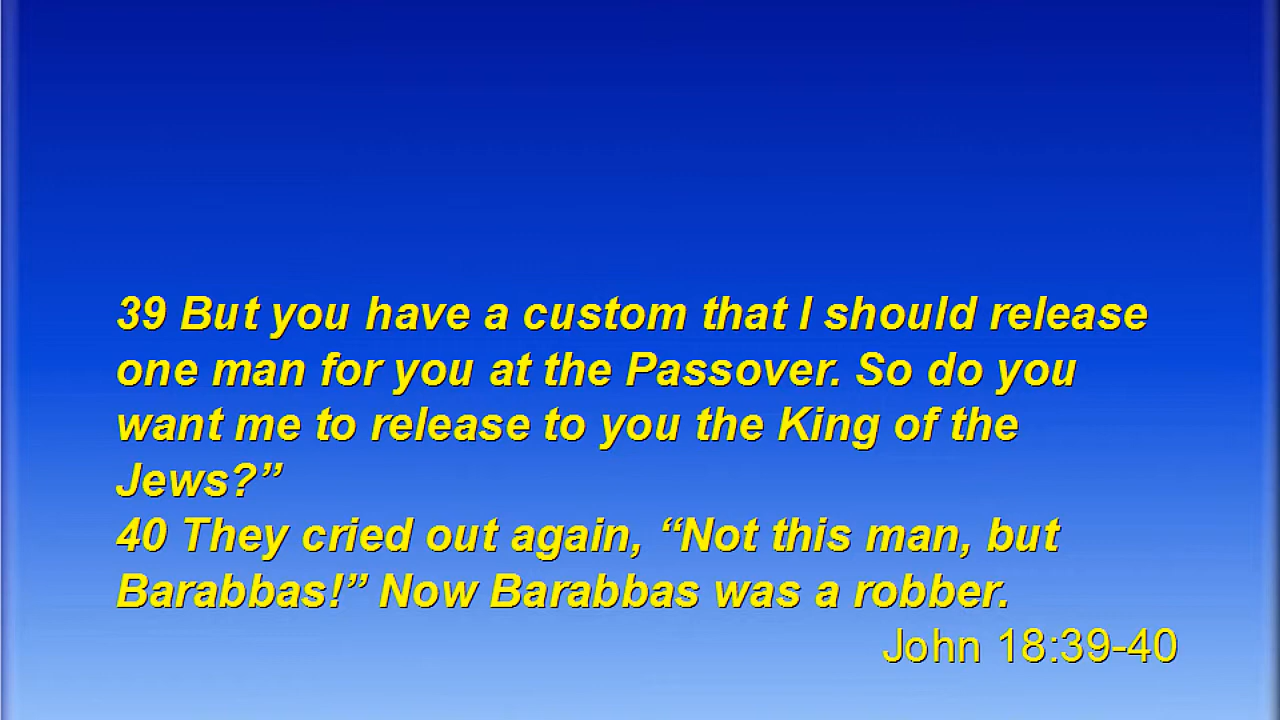 39 But you have a custom that I should release
one man for you at the Passover. So do you
want me to release to you the King of the
Jews?”
40 They cried out again, “Not this man, but
Barabbas!” Now Barabbas was a robber.
John 18:39-40